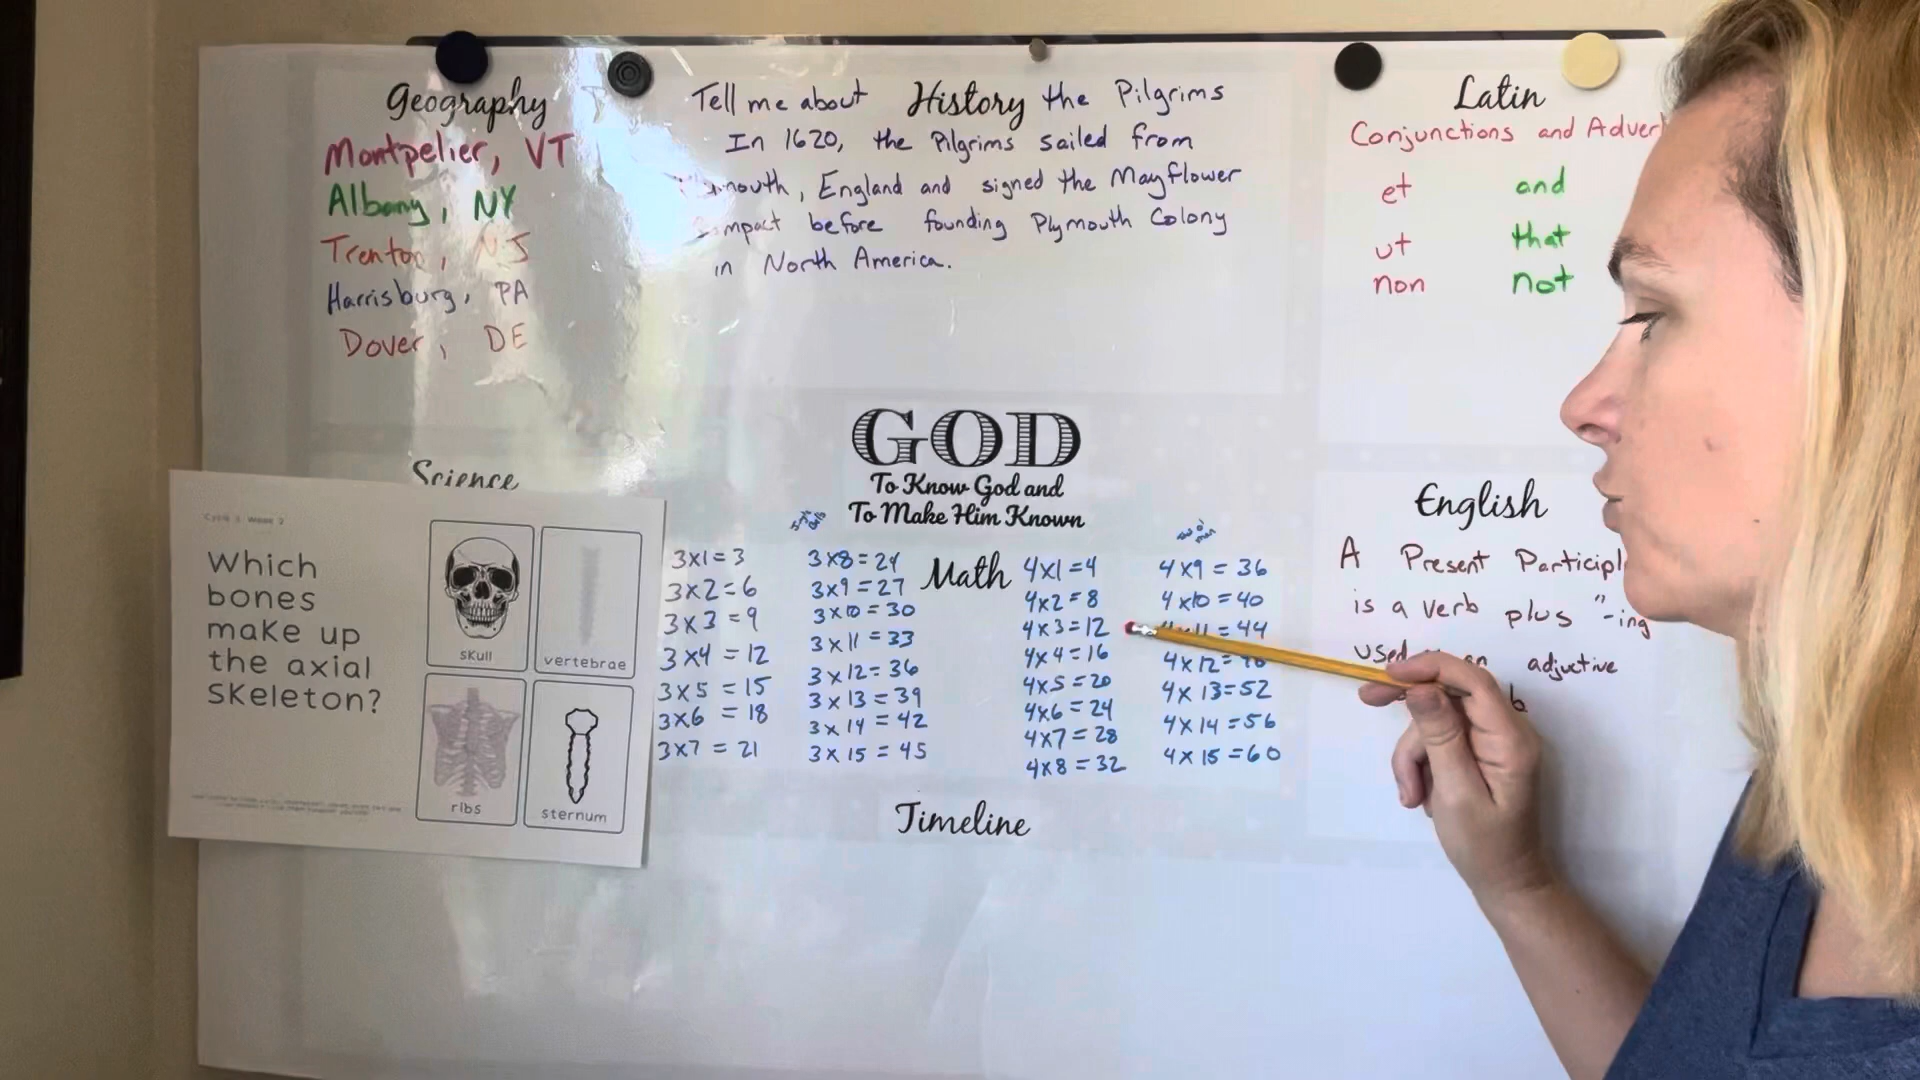 Geography
Montpelier, VT
Albany, NY
Trenton, NJ
Harrisburg, PA
Dover, DE
Tell me about History the Pilgrims
In 1620, the Pilgrims sailed from
England and signed the Mayflower
before founding Plymouth Colony
in North America.
Latin
Conjunctions and
et and
ut that
non not
GOD
To Know God and
To Make Him Known
Science
Which
bones
make up
the axial
skeleton?
skull
vertebrae
ribs
sternum
Math
3x1=3
3x2=6
3x3=9
3x4=12
3x5=15
3x6=18
3x7=21
3x8=24
3x9=27
3x10=30
3x11=33
3x12=36
3x13=39
3x14=42
3x15=45
4x1=4
4x2=8
4x3=12
4x4=16
4x5=20
4x6=24
4x7=28
4x8=32
4x9=36
4x10=40
=44
4x12=
4x13=52
4x14=56
4x15=60
English
A Present
is a verb plus "-ing
used adjective
Timeline